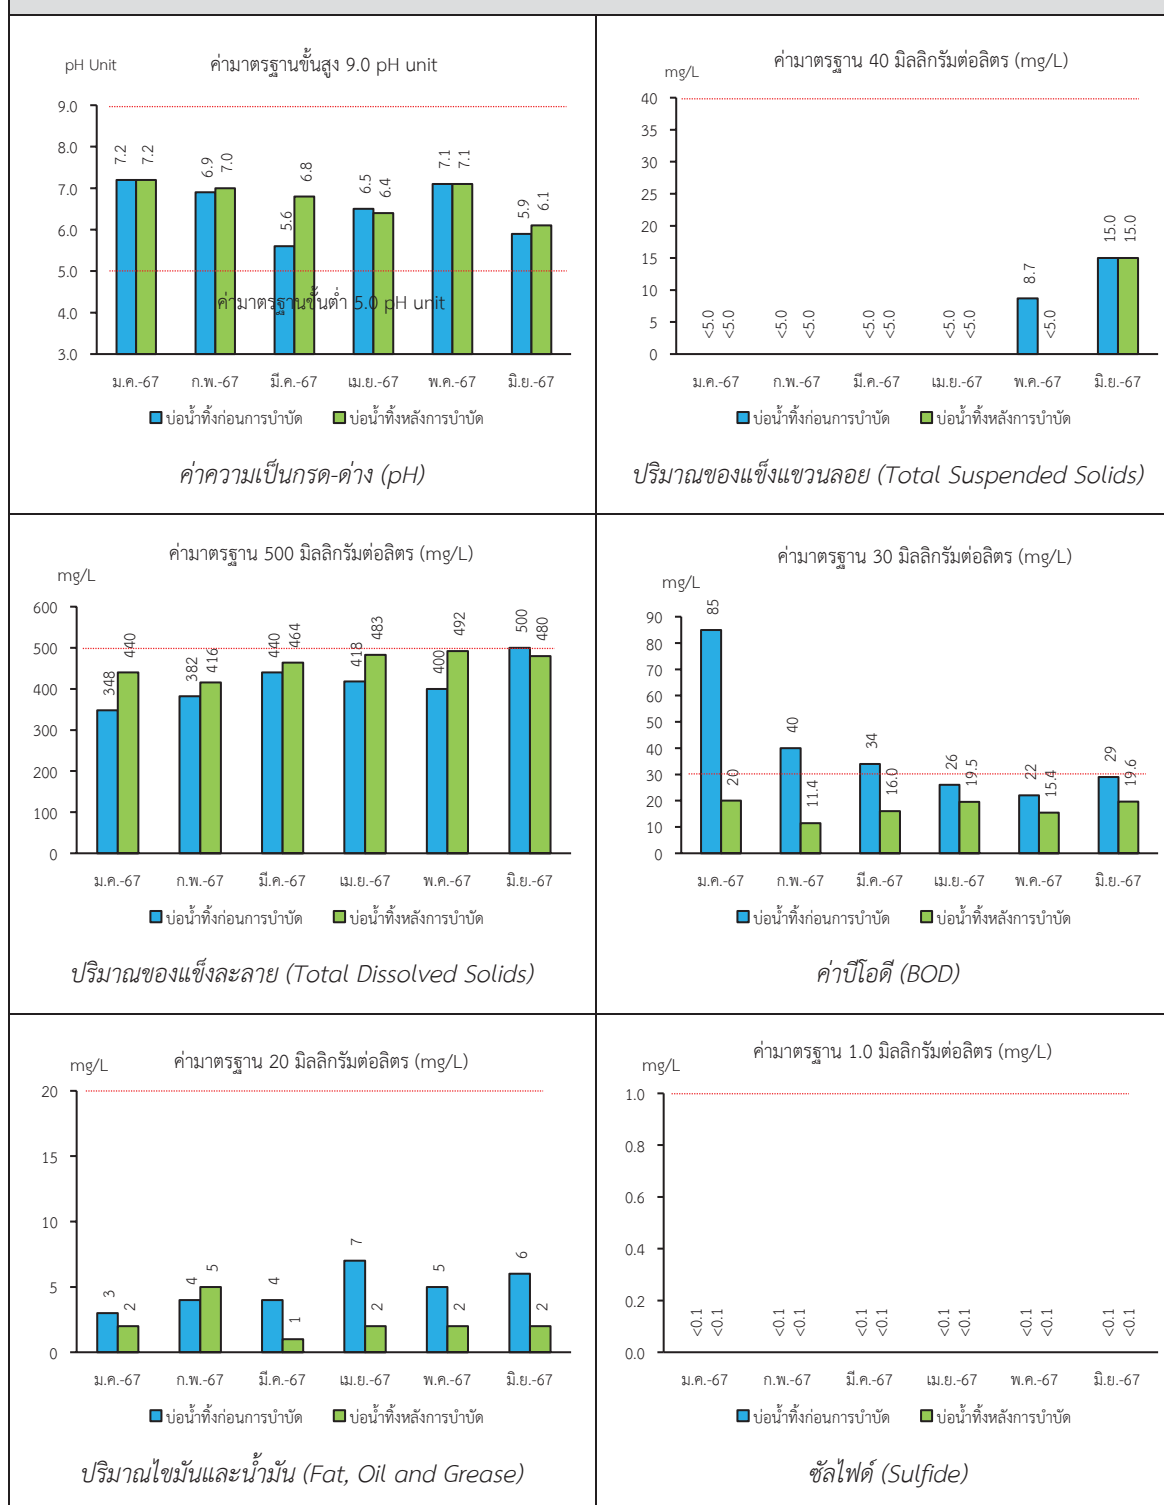 pH Unit
ค่ามาตรฐานขั้นสูง 9.0 pH unit
9.0
8.0
7.0
6.0
5.0
4.0
3.0
7.2 7.2 6.9 7.0 5.6 6.8 6.5 6.4 7.1 7.1 5.9 6.1
ค่ามาตรฐานขั้นต่ำ 5.0 pH unit
ม.ค.-67 ก.พ.-67 มี.ค.-67 เม.ย.-67 พ.ค.-67 มิ.ย.-67
บ่อน้ำทิ้งก่อนการบำบัด บ่อน้ำทิ้งหลังการบำบัด
ค่าความเป็นกรด-ด่าง (pH)
mg/L
ค่ามาตรฐาน 40 มิลลิกรัมต่อลิตร (mg/L)
40
35
30
25
20
15
10
5
0
<5.0 <5.0 <5.0 <5.0 <5.0 <5.0 <5.0 <5.0 8.7 <5.0 15.0 15.0
ม.ค.-67 ก.พ.-67 มี.ค.-67 เม.ย.-67 พ.ค.-67 มิ.ย.-67
บ่อน้ำทิ้งก่อนการบำบัด บ่อน้ำทิ้งหลังการบำบัด
ปริมาณของแข็งแขวนลอย (Total Suspended Solids)
ค่ามาตรฐาน 500 มิลลิกรัมต่อลิตร (mg/L)
mg/L
600
500
400
300
200
100
0
348 440 382 416 440 464 418 483 400 492 500 480
ม.ค.-67 ก.พ.-67 มี.ค.-67 เม.ย.-67 พ.ค.-67 มิ.ย.-67
บ่อน้ำทิ้งก่อนการบำบัด บ่อน้ำทิ้งหลังการบำบัด
ปริมาณของแข็งละลาย (Total Dissolved Solids)
ค่ามาตรฐาน 30 มิลลิกรัมต่อลิตร (mg/L)
mg/L
90
80
70
60
50
40
30
20
10
0
85 20 40 11.4 34 16.0 26 19.5 22 15.4 29 19.6
ม.ค.-67 ก.พ.-67 มี.ค.-67 เม.ย.-67 พ.ค.-67 มิ.ย.-67
บ่อน้ำทิ้งก่อนการบำบัด บ่อน้ำทิ้งหลังการบำบัด
ค่าบีโอดี (BOD)
mg/L
ค่ามาตรฐาน 20 มิลลิกรัมต่อลิตร (mg/L)
20
15
10
5
0
3 2 4 5 4 1 7 2 5 2 6 2
ม.ค.-67 ก.พ.-67 มี.ค.-67 เม.ย.-67 พ.ค.-67 มิ.ย.-67
บ่อน้ำทิ้งก่อนการบำบัด บ่อน้ำทิ้งหลังการบำบัด
ปริมาณไขมันและน้ำมัน (Fat, Oil and Grease)
ค่ามาตรฐาน 1.0 มิลลิกรัมต่อลิตร (mg/L)
mg/L
1.0
0.8
0.6
0.4
0.2
0.0
<0.1 <0.1 <0.1 <0.1 <0.1 <0.1 <0.1 <0.1 <0.1 <0.1 <0.1 <0.1
ม.ค.-67 ก.พ.-67 มี.ค.-67 เม.ย.-67 พ.ค.-67 มิ.ย.-67
บ่อน้ำทิ้งก่อนการบำบัด บ่อน้ำทิ้งหลังการบำบัด
ซัลไฟด์ (Sulfide)